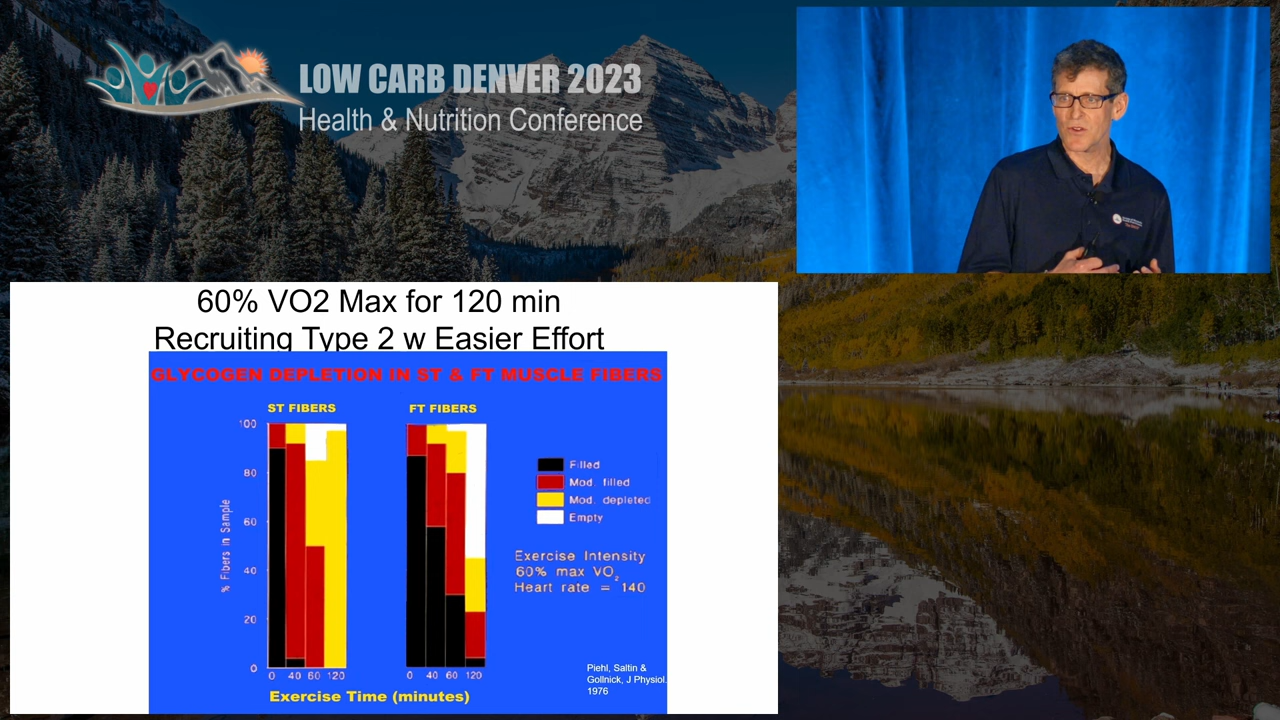 LOW CARB DENVER 2023
Health & Nutrition Conference
60% VO2 Max for 120 min
Recruiting Type 2 w Easier Effort
GLYCOGEN DEPLETION IN ST & FT MUSCLE FIBERS
ST FIBERS
FT FIBERS
% Fibers in Sample
100
80
60
40
20
0
0 40 60 120
0 40 60 120
Exercise Time (minutes)
Filled
Mod. filled
Mod. depleted
Empty
Exercise Intensity
60% max VO₂
Heart rate = 140
Piehl, Saltin &
Gollnick, J Physiol.
1976